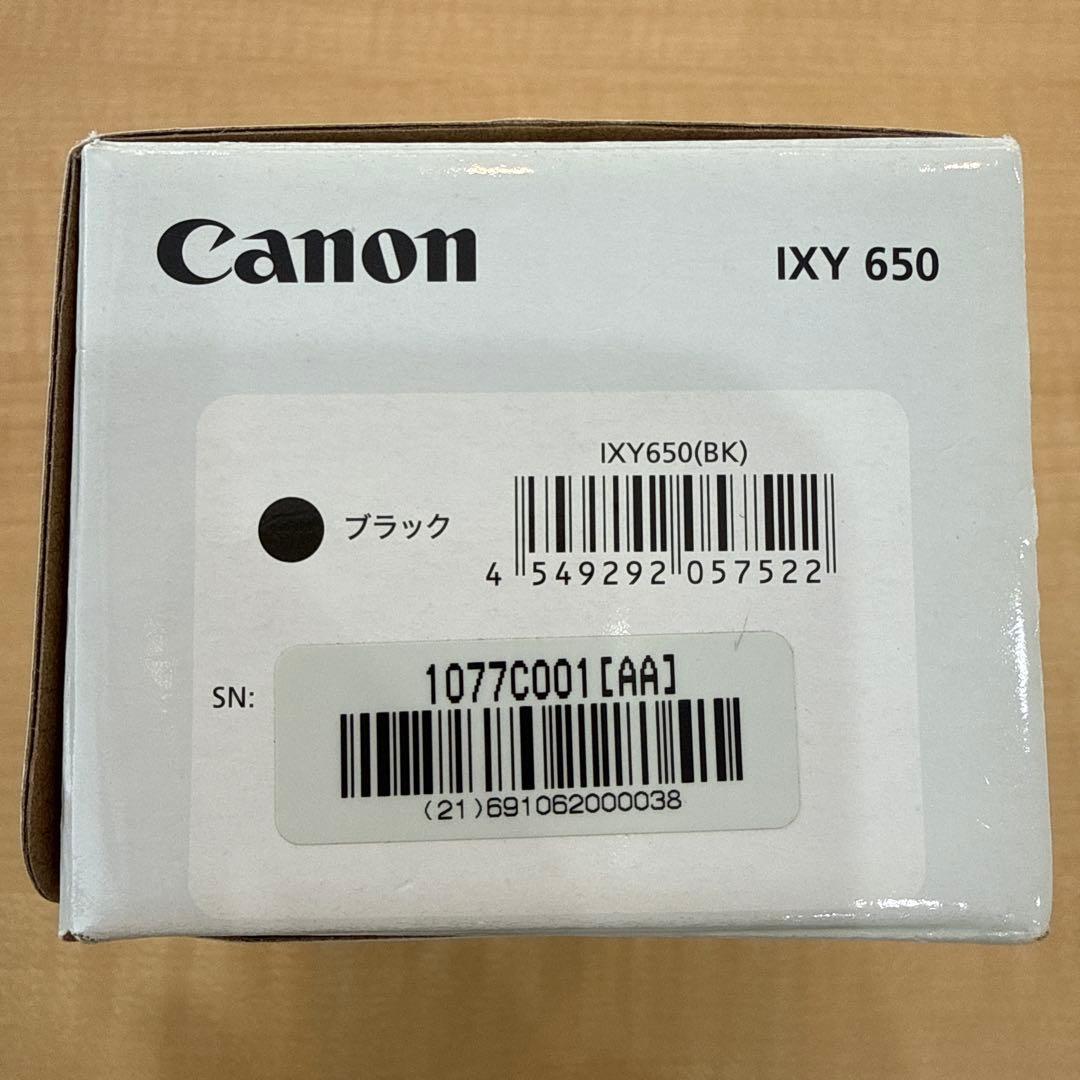 Canon
IXY 650
IXY650(BK)
ブラック
4 549292 057522
SN:
1077C001[AA]
(21)691062000038